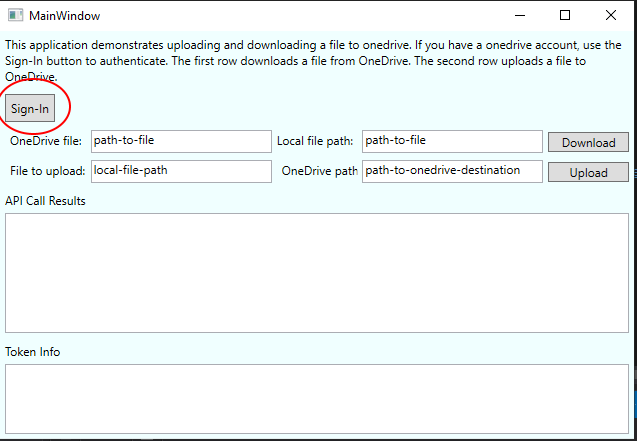 MainWindow
This application demonstrates uploading and downloading a file to onedrive. If you have a onedrive account, use the
Sign-In button to authenticate. The first row downloads a file from OneDrive. The second row uploads a file to
OneDrive.
Sign-In
OneDrive file: path-to-file Local file path: path-to-file Download
File to upload: local-file-path OneDrive path path-to-onedrive-destination Upload
API Call Results
Token Info